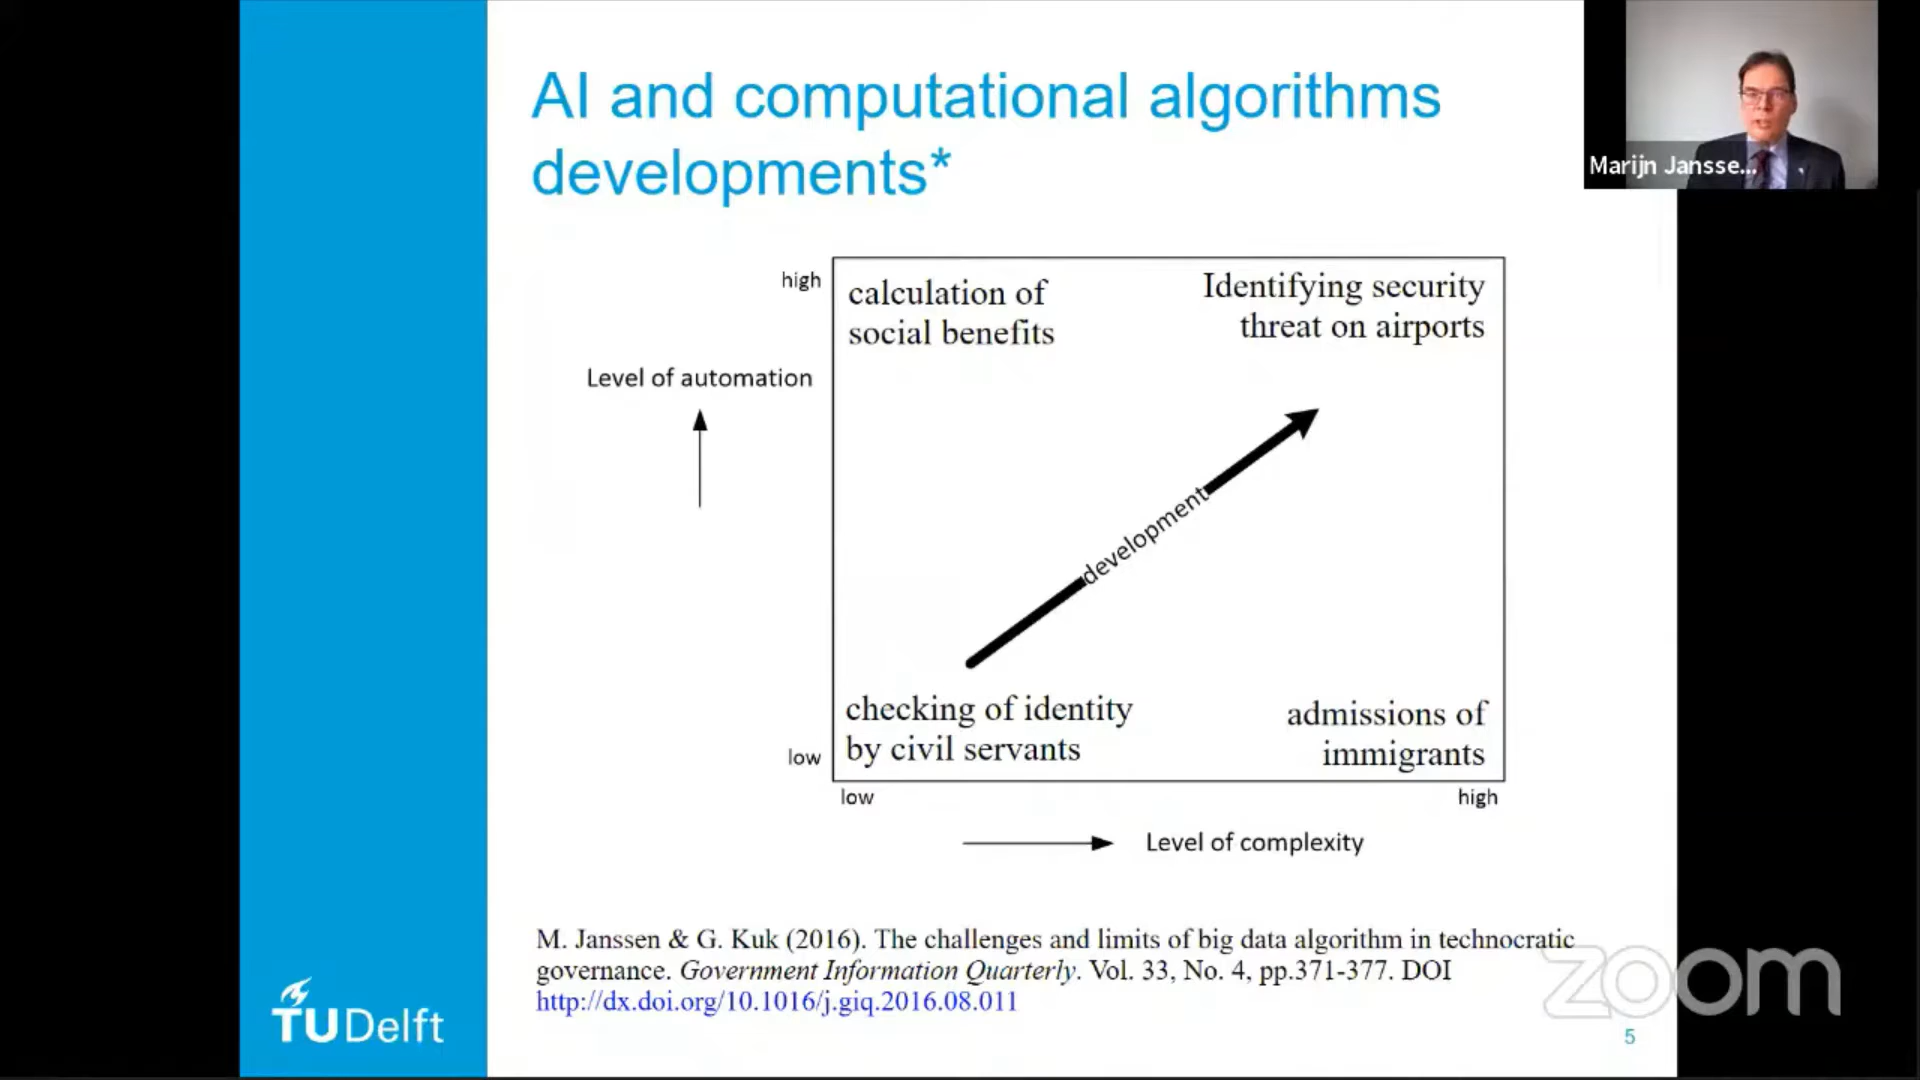 AI and computational algorithms
developments*
Marijn Jansse...
high
calculation of
social benefits
Identifying security
threat on airports
Level of automation
development
checking of identity
by civil servants
admissions of
immigrants
low
low
high
Level of complexity
M. Janssen & G. Kuk (2016). The challenges and limits of big data algorithm in technocratic
governance. Government Information Quarterly. Vol. 33, No. 4, pp.371-377. DOI
http://dx.doi.org/10.1016/j.giq.2016.08.011
zoom
TUDelft
5